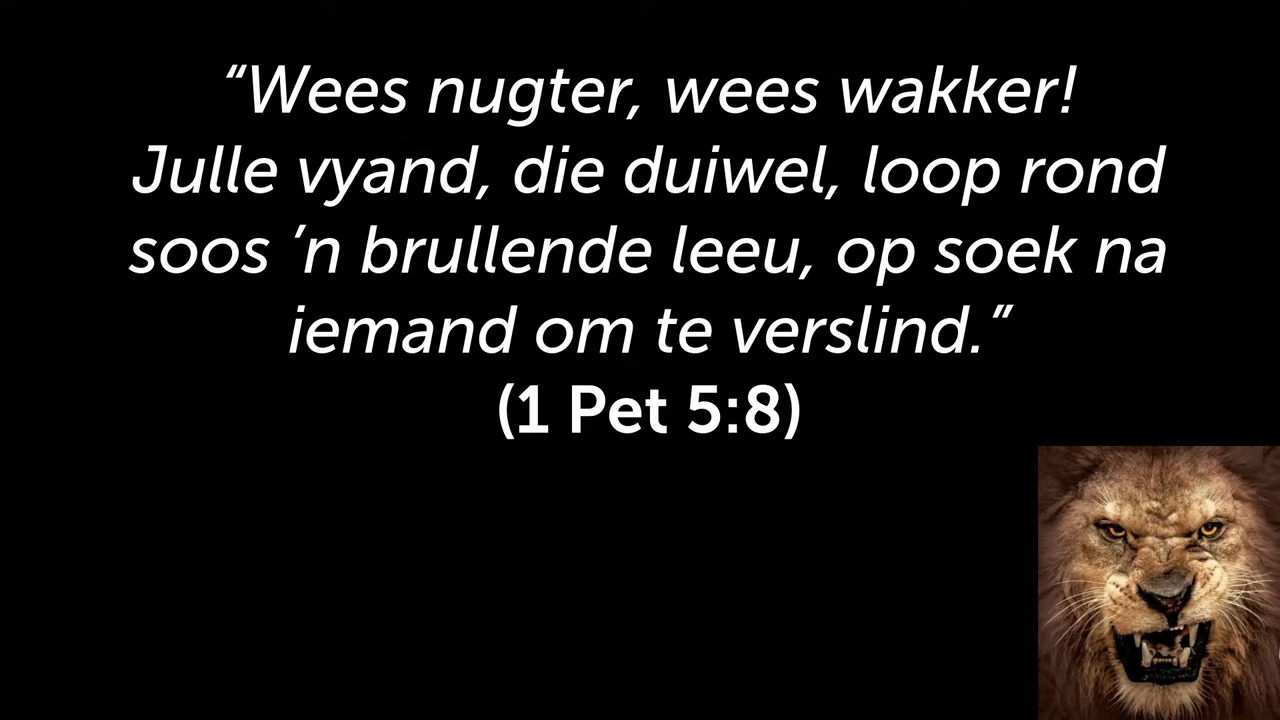 “Wees nugter, wees wakker!
Julle vyand, die duiwel, loop rond
soos ’n brullende leeu, op soek na
iemand om te verslind.”
(1 Pet 5:8)